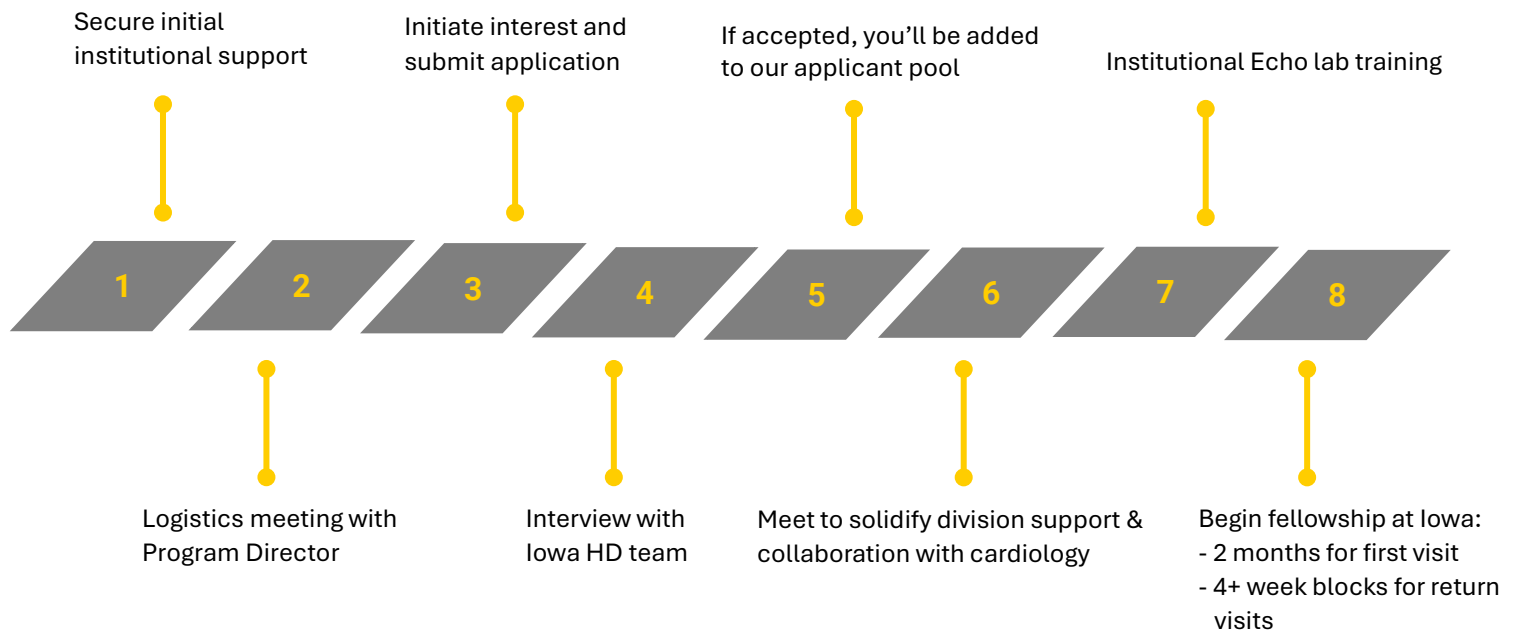 Secure initial
institutional support
Initiate interest and
submit application
If accepted, you’ll be added
to our applicant pool
Institutional Echo lab training
1
2
3
4
5
6
7
8
Logistics meeting with
Program Director
Interview with
Iowa HD team
Meet to solidify division support &
collaboration with cardiology
Begin fellowship at Iowa:
- 2 months for first visit
- 4+ week blocks for return
visits